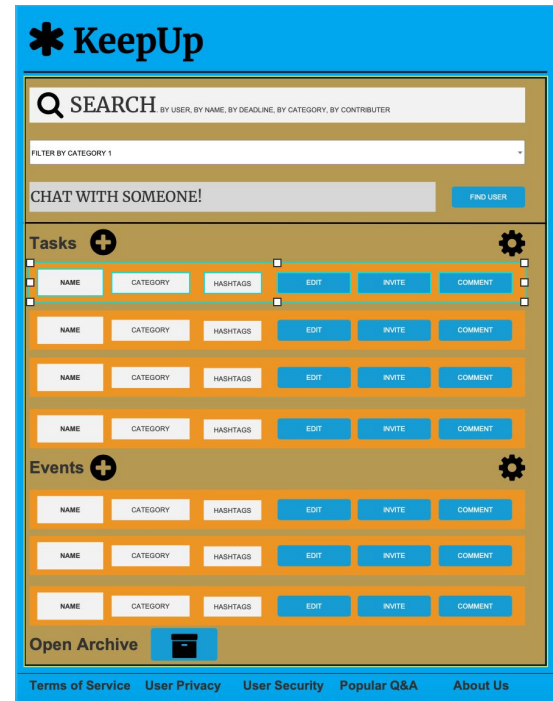 KeepUp
SEARCH BY USER, BY NAME, BY DEADLINE, BY CATEGORY, BY CONTRIBUTER
FILTER BY CATEGORY 1
CHAT WITH SOMEONE! FIND USER
Tasks
NAME CATEGORY HASHTAGS EDIT INVITE COMMENT
NAME CATEGORY HASHTAGS EDIT INVITE COMMENT
NAME CATEGORY HASHTAGS EDIT INVITE COMMENT
NAME CATEGORY HASHTAGS EDIT INVITE COMMENT
Events
NAME CATEGORY HASHTAGS EDIT INVITE COMMENT
NAME CATEGORY HASHTAGS EDIT INVITE COMMENT
NAME CATEGORY HASHTAGS EDIT INVITE COMMENT
Open Archive
Terms of Service User Privacy User Security Popular Q&A About Us